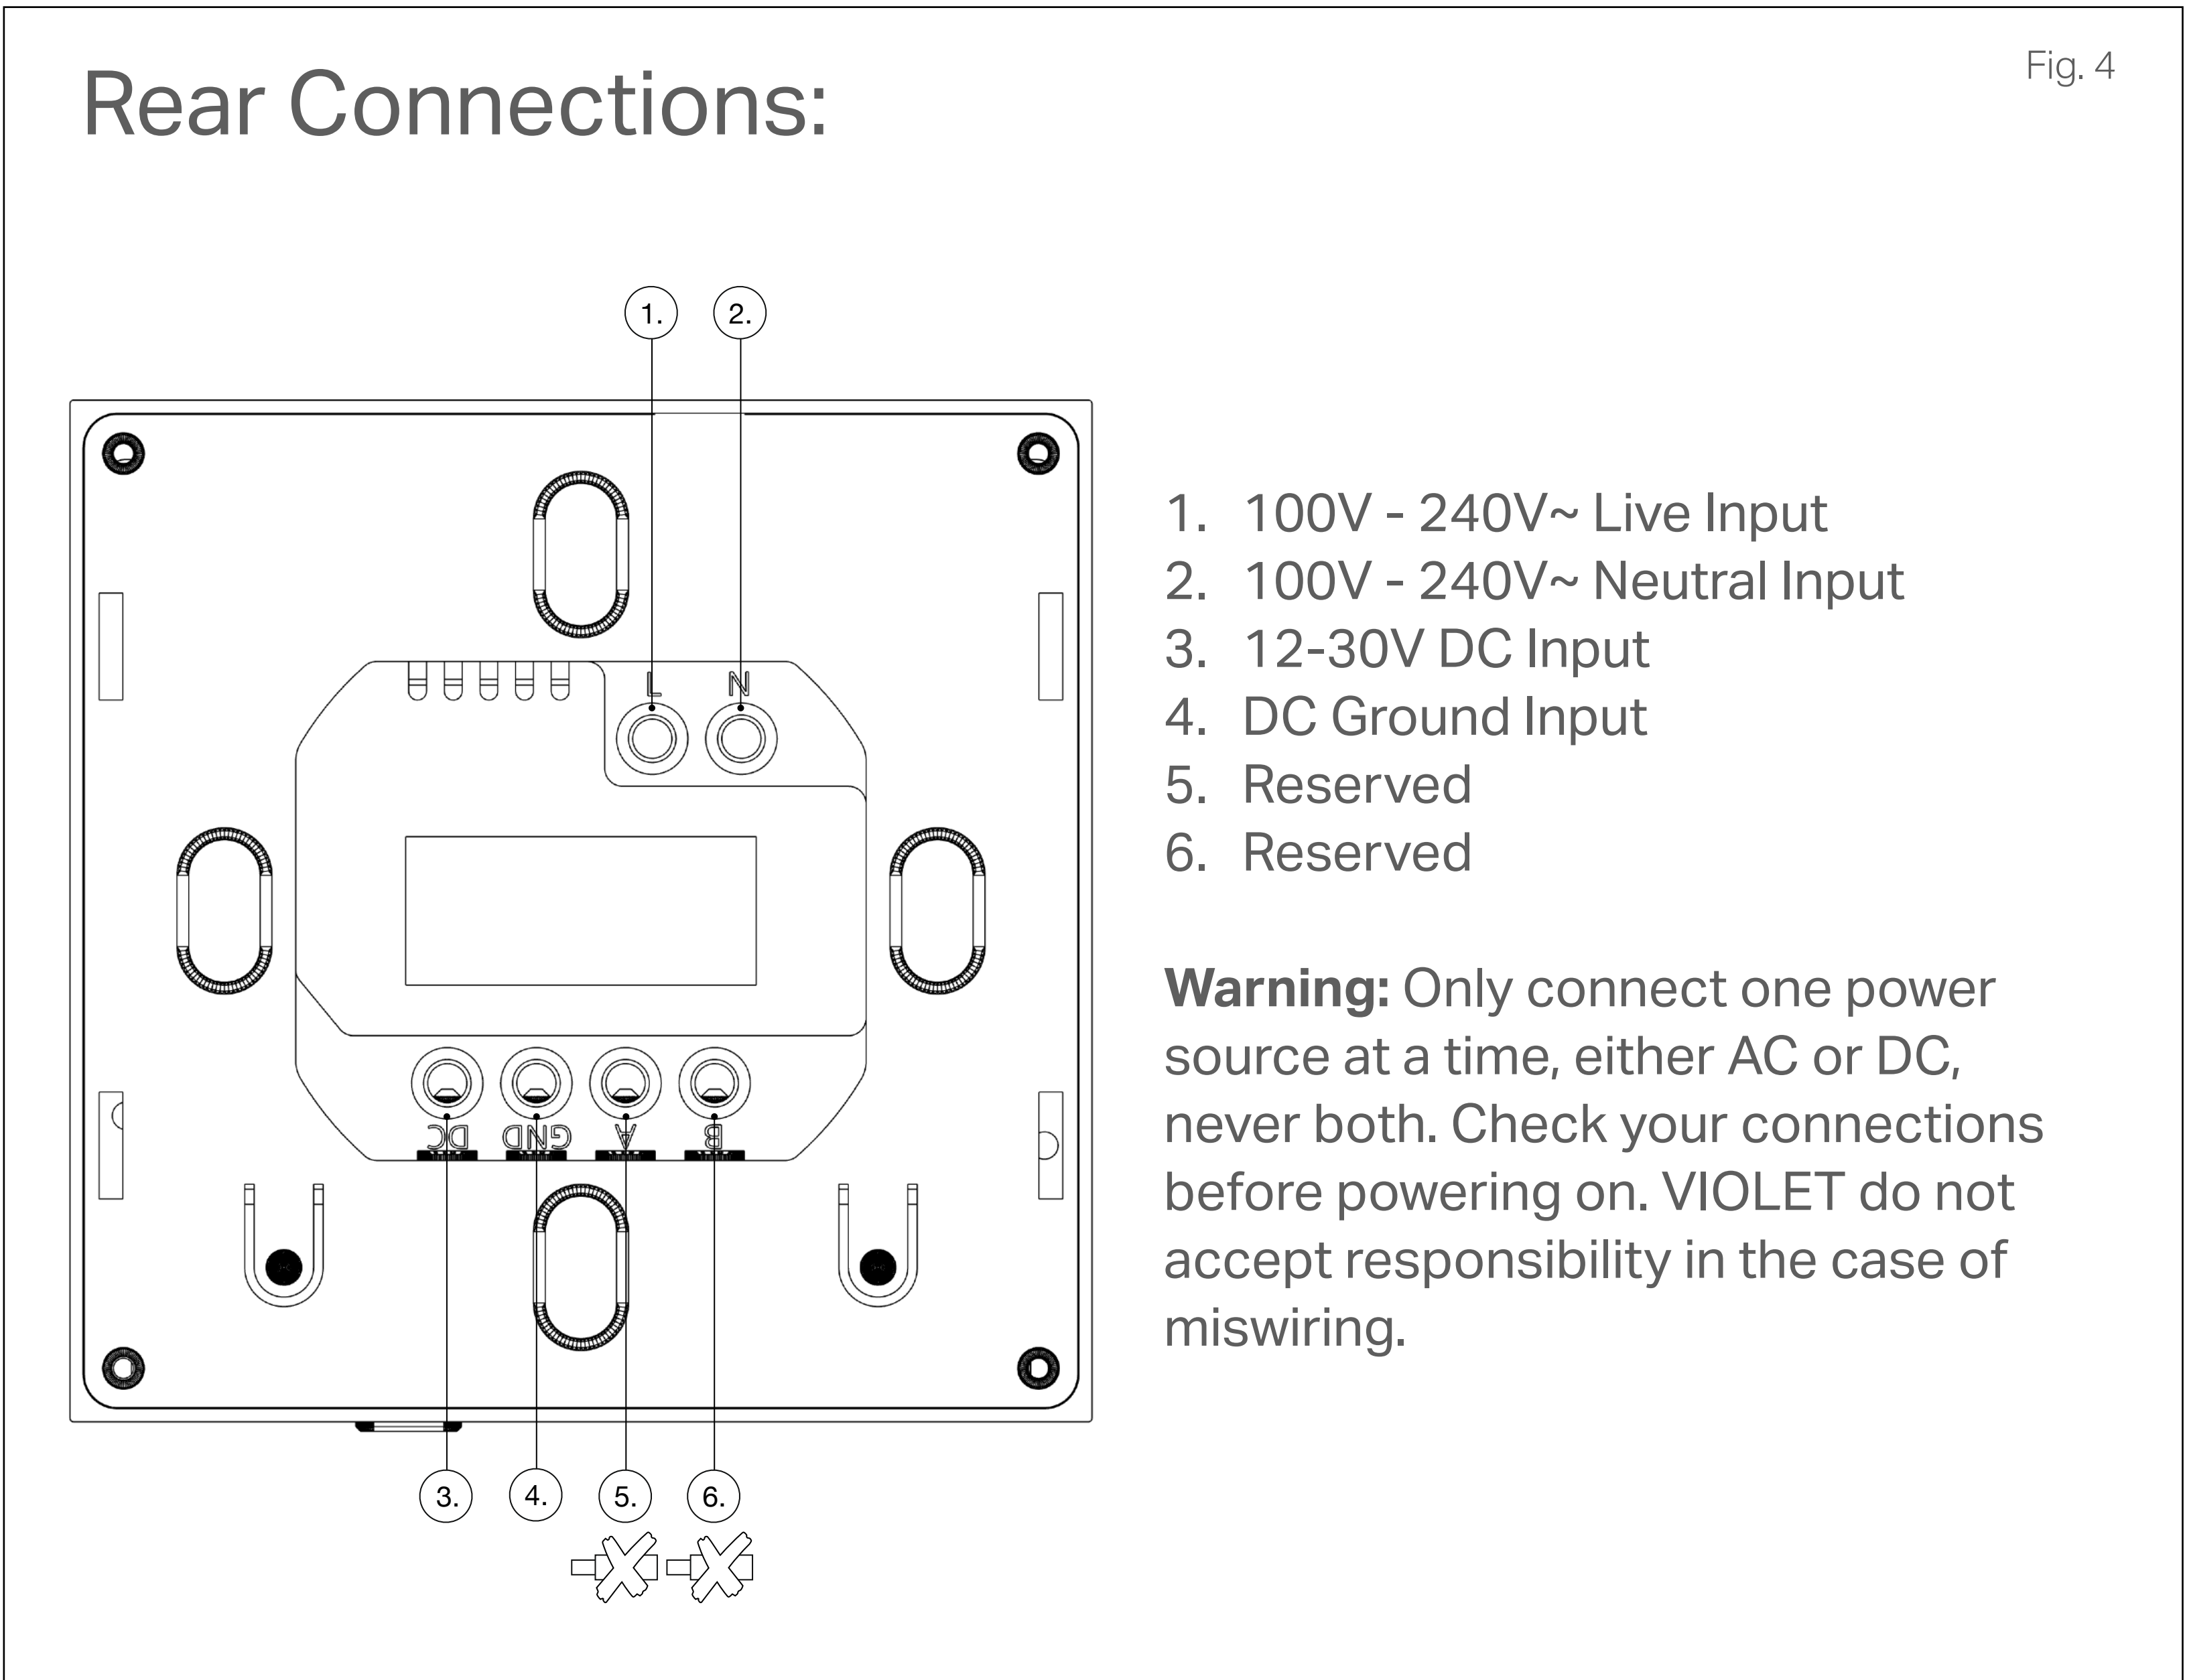 Fig. 4
Rear Connections:
1.
2.
L
N
DC
GND
A
B
3.
4.
5.
6.
1. 100V - 240V~ Live Input
2. 100V - 240V~ Neutral Input
3. 12-30V DC Input
4. DC Ground Input
5. Reserved
6. Reserved
Warning: Only connect one power
source at a time, either AC or DC,
never both. Check your connections
before powering on. VIOLET do not
accept responsibility in the case of
miswiring.